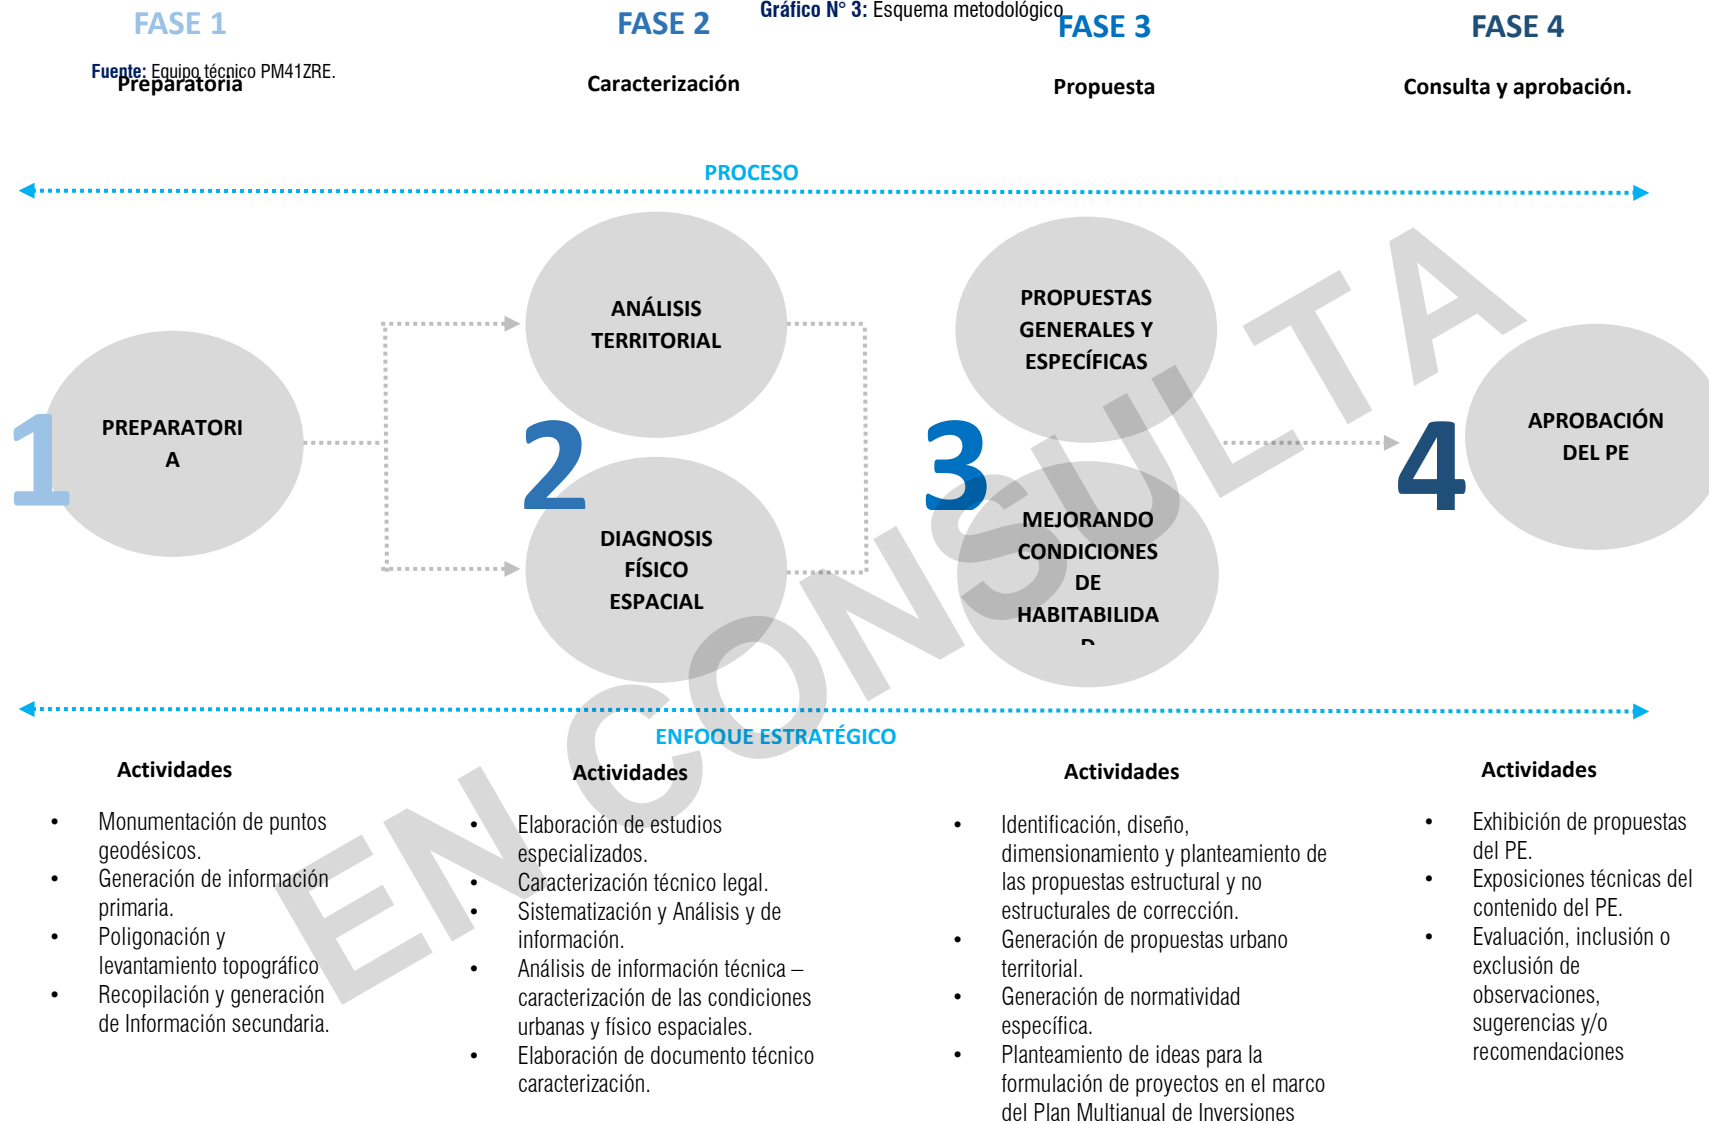 Gráfico N° 3: Esquema metodológico
FASE 1
FASE 2
FASE 3
FASE 4
Fuente: Equipo técnico PM41ZRE.
Preparatoria
Caracterización
Propuesta
Consulta y aprobación.
PROCESO
1
PREPARATORI
A
2
ANÁLISIS
TERRITORIAL
DIAGNOSIS
FÍSICO
ESPACIAL
3
PROPUESTAS
GENERALES Y
ESPECÍFICAS
MEJORANDO
CONDICIONES
DE
HABITABILIDA
D
4
APROBACIÓN
DEL PE
EN CONSULTA
ENFOQUE ESTRATÉGICO
Actividades
• Monumentación de puntos
geodésicos.
• Generación de información
primaria.
• Poligonación y
levantamiento topográfico
• Recopilación y generación
de Información secundaria.
Actividades
• Elaboración de estudios
especializados.
• Caracterización técnico legal.
• Sistematización y Análisis y de
información.
• Análisis de información técnica –
caracterización de las condiciones
urbanas y físico espaciales.
• Elaboración de documento técnico
caracterización.
Actividades
• Identificación, diseño,
dimensionamiento y planteamiento de
las propuestas estructural y no
estructurales de corrección.
• Generación de propuestas urbano
territorial.
• Generación de normatividad
específica.
• Planteamiento de ideas para la
formulación de proyectos en el marco
del Plan Multianual de Inversiones
Actividades
• Exhibición de propuestas
del PE.
• Exposiciones técnicas del
contenido del PE.
• Evaluación, inclusión o
exclusión de
observaciones,
sugerencias y/o
recomendaciones